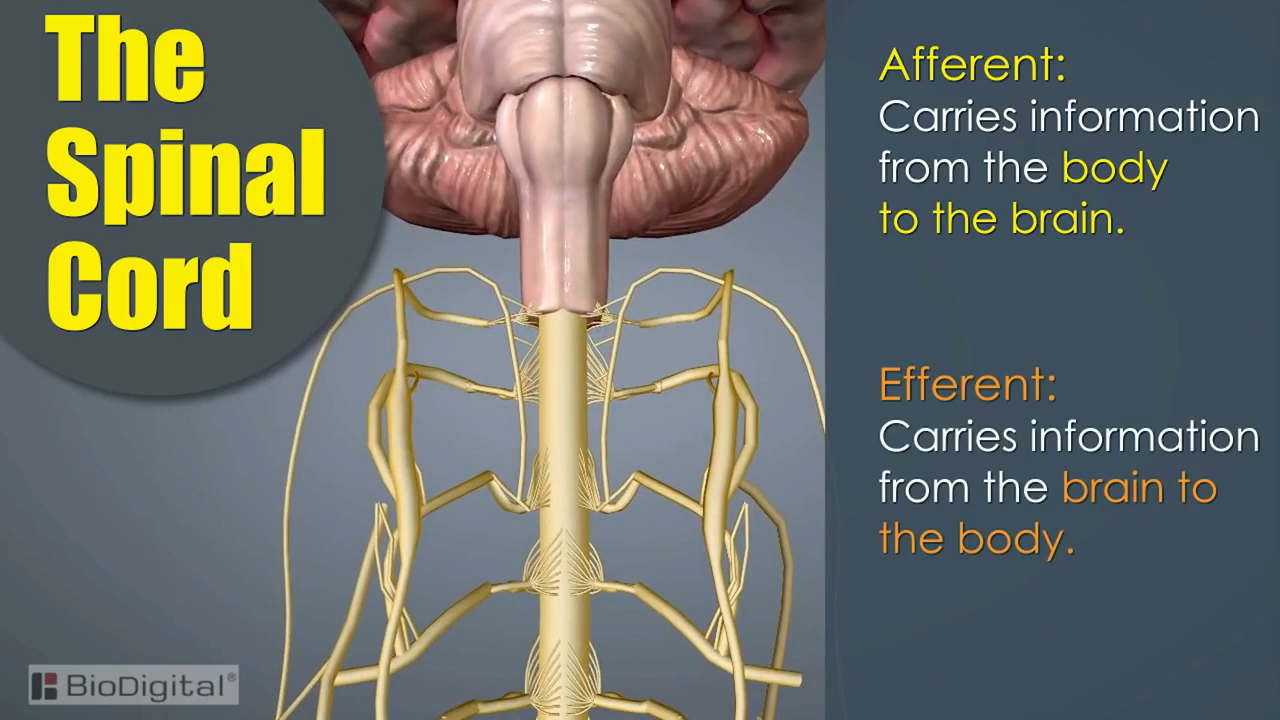 The
Spinal
Cord
Afferent:
Carries information
from the body
to the brain.
Efferent:
Carries information
from the brain to
the body.
BioDigital®